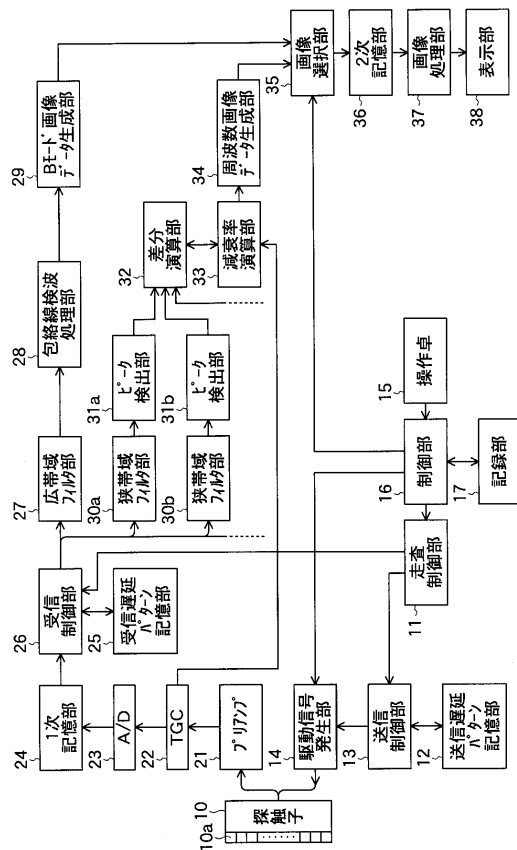 10
10a
探触子
14
駆動信号
発生部
13
送信
制御部
12
送信遅延
パターン
記憶部
21
プリアンプ
22
TGC
23
A/D
24
1次
記憶部
26
受信
制御部
25
受信遅延
パターン
記憶部
11
走査
制御部
16
制御部
15
操作卓
17
記録部
27
広帯域
フィルタ部
30a
狭帯域
フィルタ部
30b
狭帯域
フィルタ部
28
包絡線検波
処理部
31a
ピーク
検出部
31b
ピーク
検出部
32
差分
演算部
33
減衰率
演算部
29
Bモード画像
データ生成部
34
周波数画像
データ生成部
35
画像
選択部
36
2次
記憶部
37
画像
処理部
38
表示部